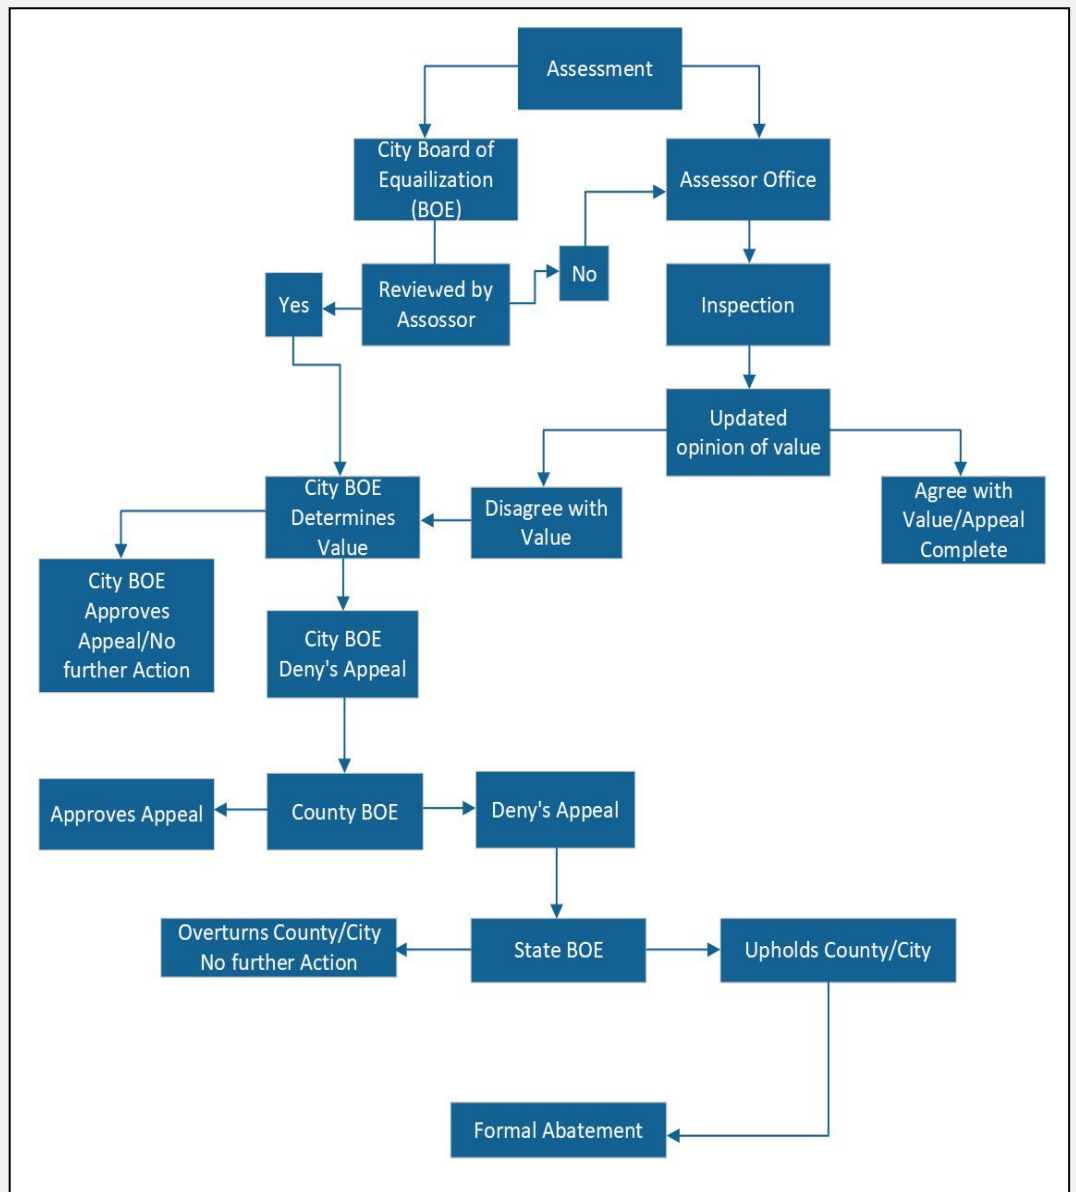 Assessment
City Board of
Equailization
(BOE)
Assessor Office
No
Yes
Reviewed by
Assossor
Inspection
Updated
opinion of value
City BOE
Determines
Value
Disagree with
Value
Agree with
Value/Appeal
Complete
City BOE
Approves
Appeal/No
further Action
City BOE
Deny's Appeal
Approves Appeal
County BOE
Deny's Appeal
Overturns County/City
No further Action
State BOE
Upholds County/City
Formal Abatement